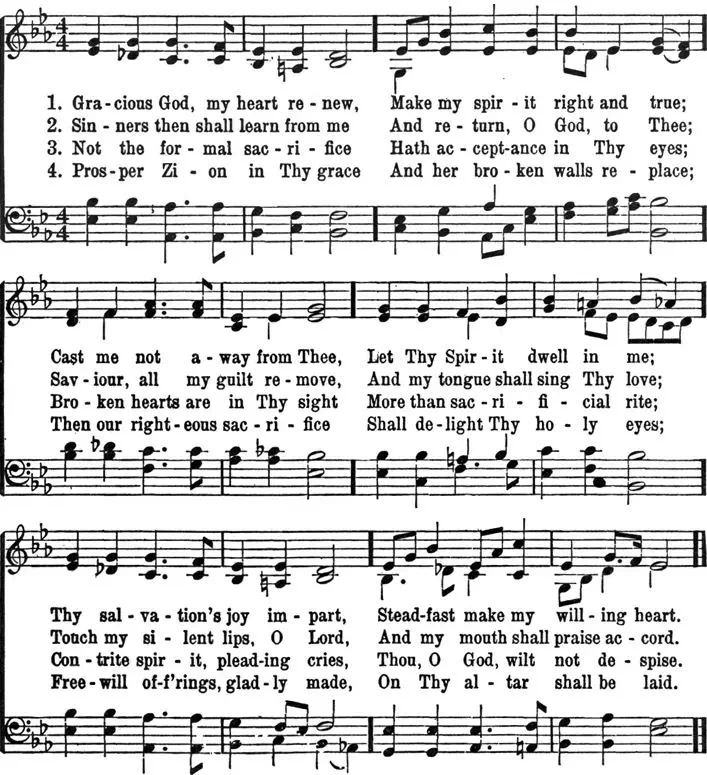 1. Gra-cious God, my heart re-new, Make my spir-it right and true;
2. Sin-ners then shall learn from me And re-turn, O God, to Thee;
3. Not the for-mal sac-ri-fice Hath ac-cept-ance in Thy eyes;
4. Pros-per Zi-on in Thy grace And her bro-ken walls re-place;
Cast me not a-way from Thee, Let Thy Spir-it dwell in me;
Sav-iour, all my guilt re-move, And my tongue shall sing Thy love;
Bro-ken hearts are in Thy sight More than sac-ri-fi-cial rite;
Then our right-eous sac-ri-fice Shall de-light Thy ho-ly eyes;
Thy sal-va-tion's joy im-part, Stead-fast make my will-ing heart.
Touch my si-lent lips, O Lord, And my mouth shall praise ac-cord.
Con-trite spir-it, plead-ing cries, Thou, O God, wilt not de-spise.
Free-will of-f'rings, glad-ly made, On Thy al-tar shall be laid.